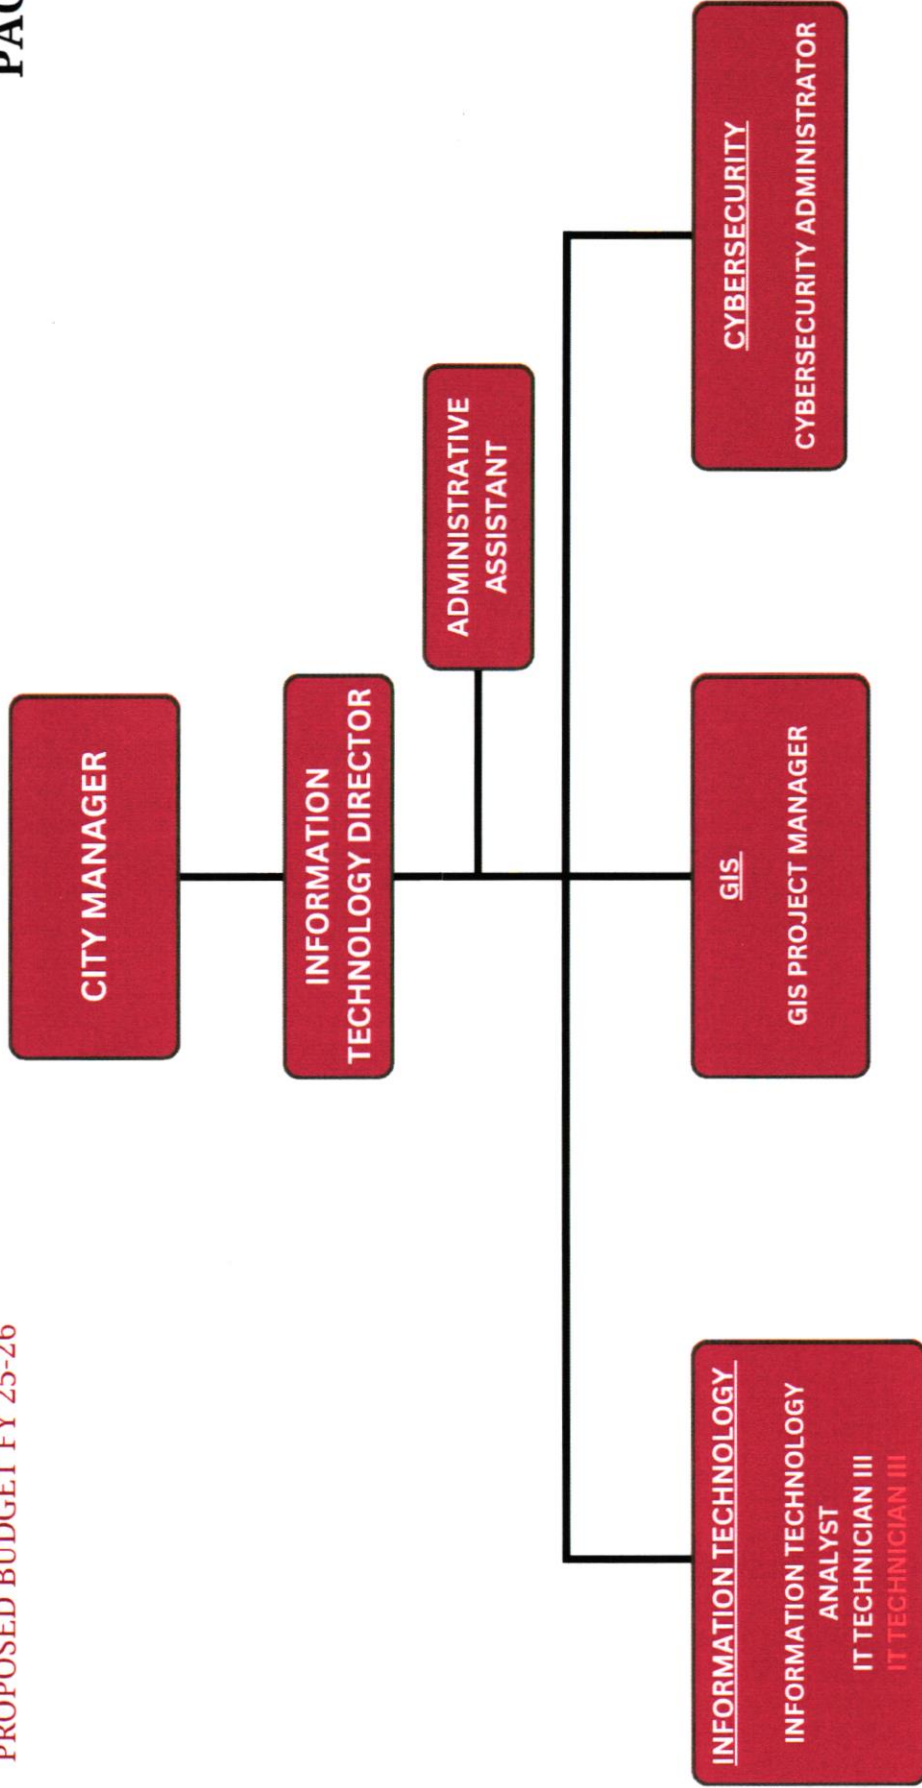 PROPOSED BUDGET FY 25-26
CITY MANAGER
INFORMATION
TECHNOLOGY DIRECTOR
ADMINISTRATIVE
ASSISTANT
INFORMATION TECHNOLOGY
INFORMATION TECHNOLOGY
ANALYST
IT TECHNICIAN III
IT TECHNICIAN III
GIS
GIS PROJECT MANAGER
CYBERSECURITY
CYBERSECURITY ADMINISTRATOR